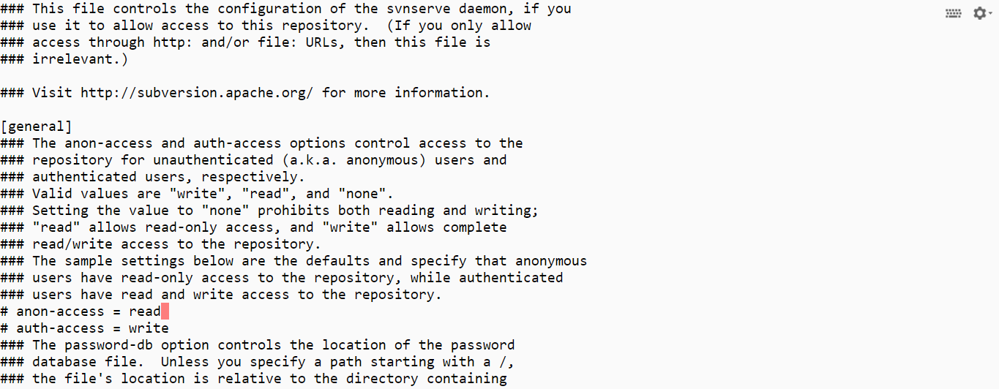 ### This file controls the configuration of the svnserve daemon, if you
### use it to allow access to this repository.  (If you only allow
### access through http: and/or file: URLs, then this file is
### irrelevant.)

### Visit http://subversion.apache.org/ for more information.

[general]
### The anon-access and auth-access options control access to the
### repository for unauthenticated (a.k.a. anonymous) users and
### authenticated users, respectively.
### Valid values are "write", "read", and "none".
### Setting the value to "none" prohibits both reading and writing;
### "read" allows read-only access, and "write" allows complete
### read/write access to the repository.
### The sample settings below are the defaults and specify that anonymous
### users have read-only access to the repository, while authenticated
### users have read and write access to the repository.
# anon-access = read
# auth-access = write
### The password-db option controls the location of the password
### database file.  Unless you specify a path starting with a /,
### the file's location is relative to the directory containing